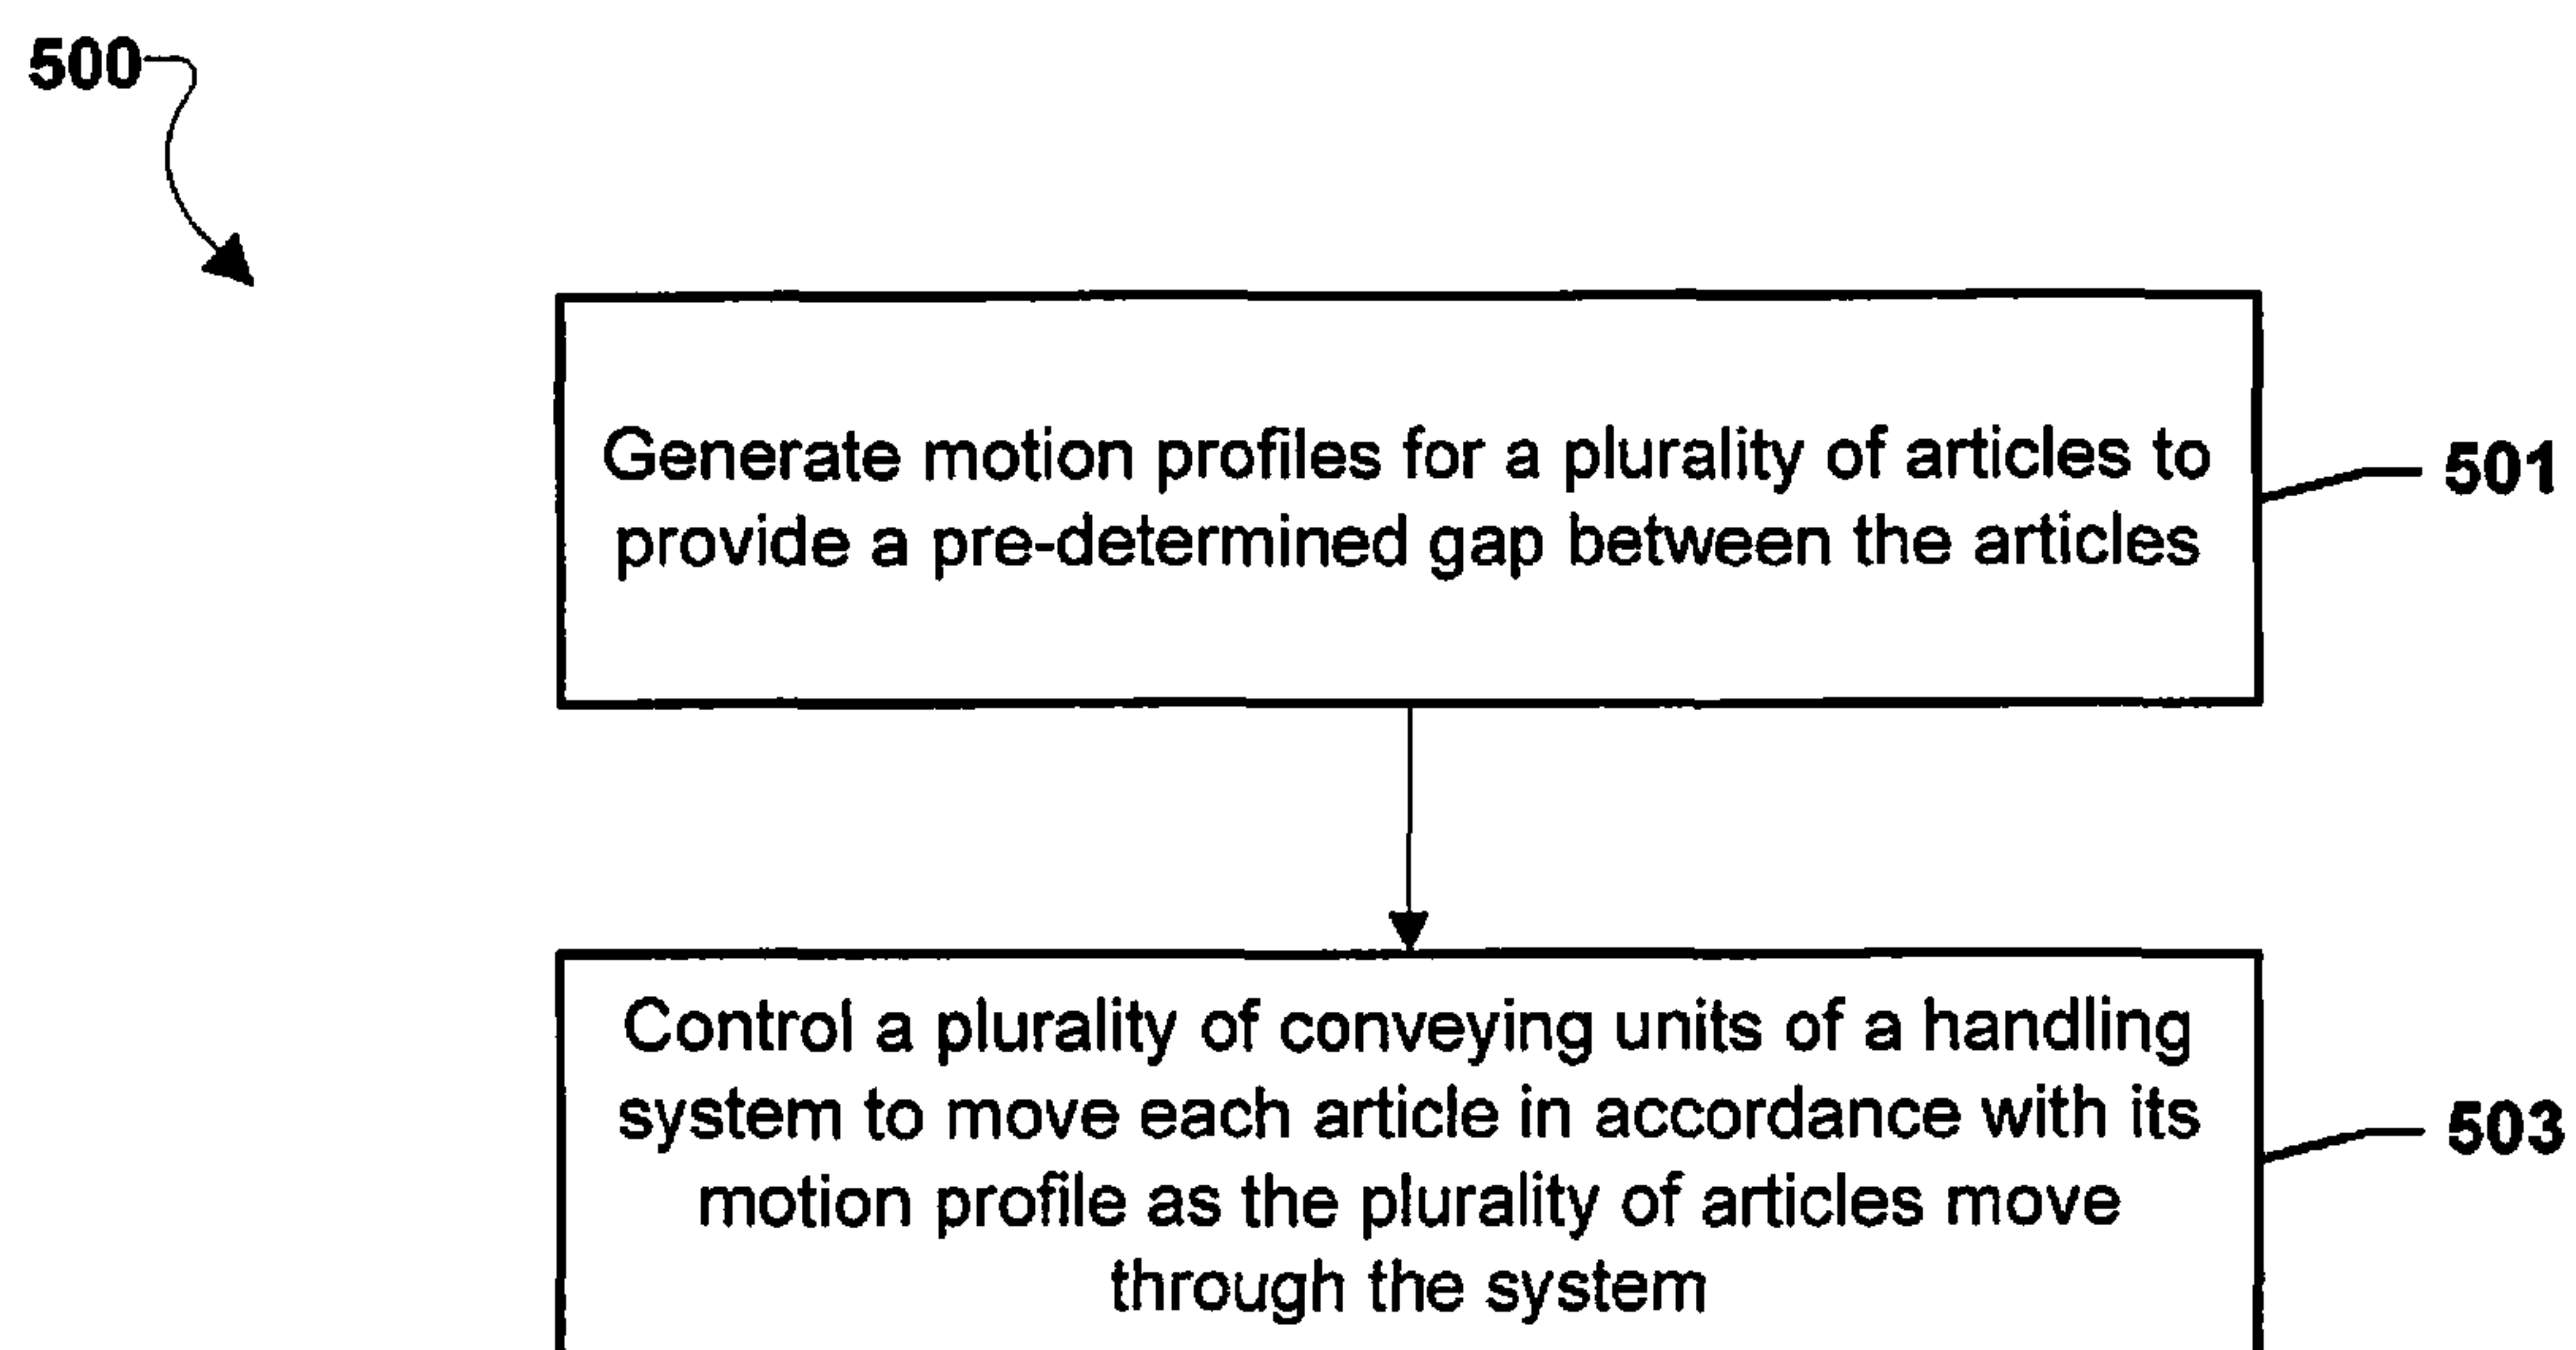 500
Generate motion profiles for a plurality of articles to
provide a pre-determined gap between the articles
501
Control a plurality of conveying units of a handling
system to move each article in accordance with its
motion profile as the plurality of articles move
through the system
503